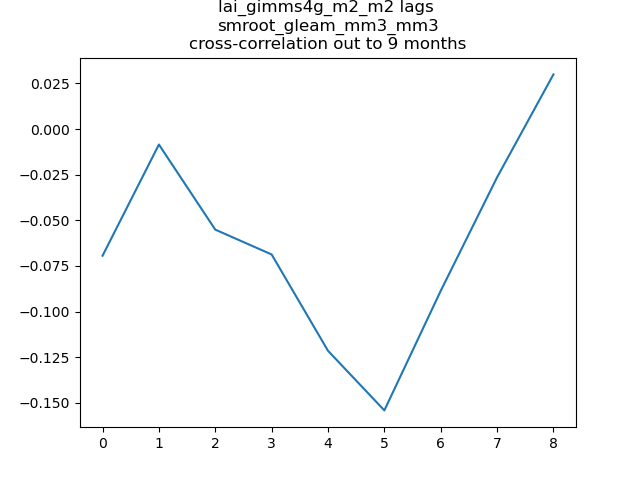 lai_gimms4g_m2_m2 lags
smroot_gleam_mm3_mm3
cross-correlation out to 9 months
0.025
0.000
−0.025
−0.050
−0.075
−0.100
−0.125
−0.150
0 1 2 3 4 5 6 7 8